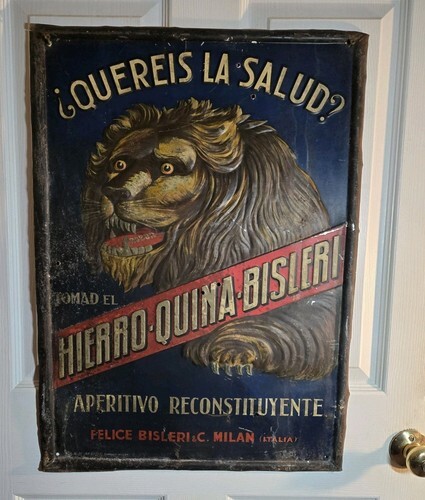 ¿QUEREIS LA SALUD?
TOMAD EL
HIERRO-QUINA-BISLERI
APERITIVO RECONSTITUYENTE
FELICE BISLERI & C. MILAN (ITALIA)